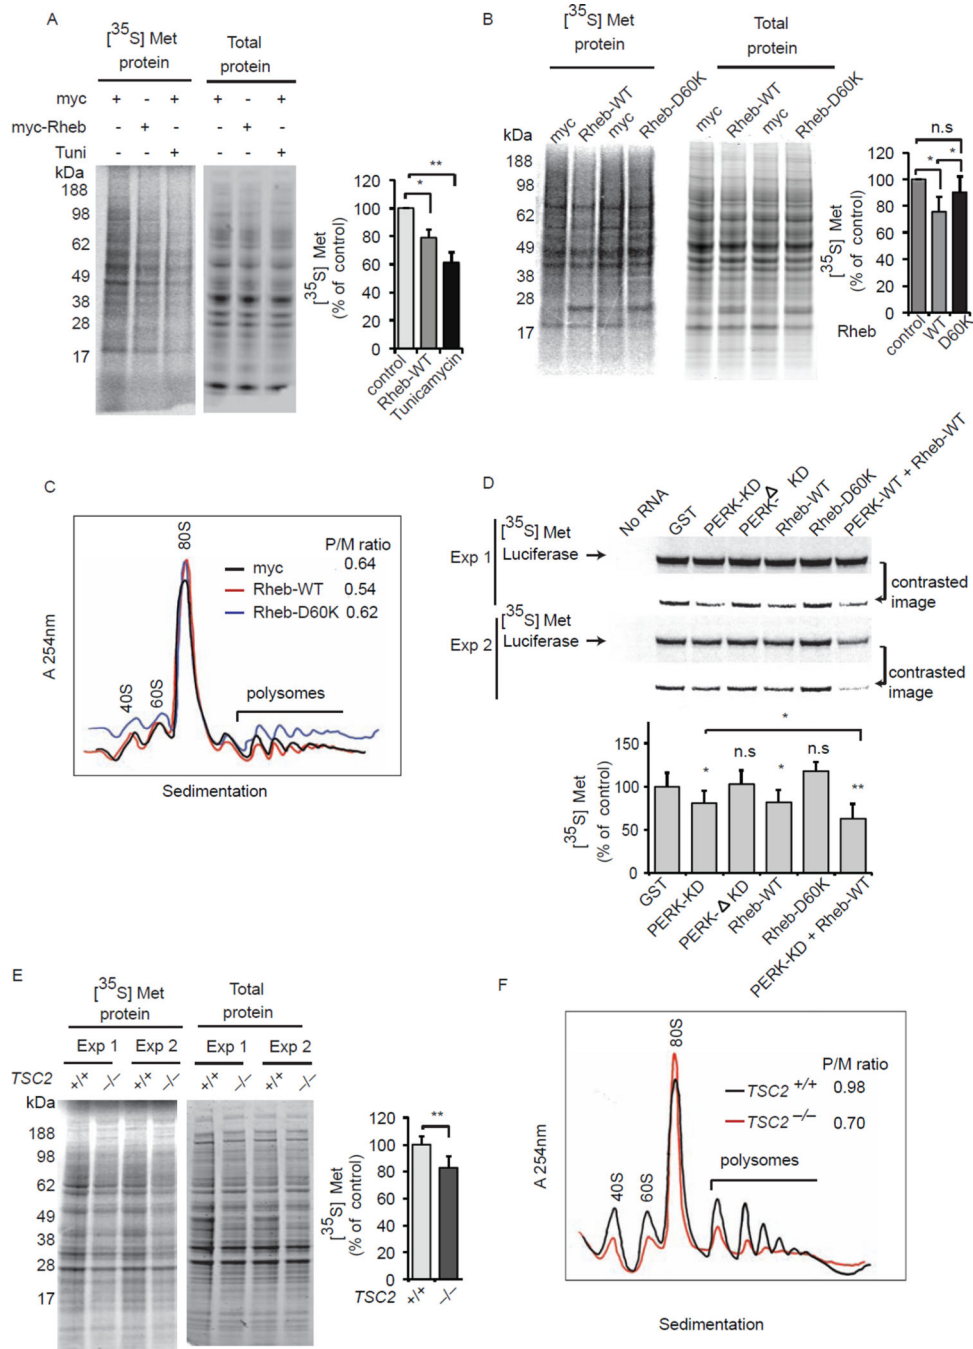 A
[35S] Met
protein
Total
protein
myc + - + + - +
myc-Rheb - + - - + -
Tuni - - + - - +
kDa
188
98
62
49
38
28
17
[35S] Met
(% of control)
120
100
80
60
40
20
0
* **
control
Rheb-WT
Tunicamycin
B
[35S] Met
protein
Total
protein
kDa
myc Rheb-WT myc Rheb-D60K
myc Rheb-WT myc Rheb-D60K
188
98
62
49
38
28
17
[35S] Met
(% of control)
n.s
* *
120
100
80
60
40
20
0
Rheb
control WT D60K
C
P/M ratio
myc 0.64
Rheb-WT 0.54
Rheb-D60K 0.62
A 254nm
40S 60S 80S
polysomes
Sedimentation
D
No RNA GST PERK-KD PERK-Δ KD Rheb-WT Rheb-D60K PERK-WT + Rheb-WT
Exp 1
[35S] Met
Luciferase →
contrasted
image
Exp 2
[35S] Met
Luciferase →
contrasted
image
[35S] Met
(% of control)
150
100
50
0
*
* n.s * n.s **
GST PERK-KD PERK-Δ KD Rheb-WT Rheb-D60K PERK-KD + Rheb-WT
E
[35S] Met
protein
Total
protein
Exp 1 Exp 2 Exp 1 Exp 2
TSC2 +/+ –/– +/+ –/– +/+ –/– +/+ –/–
kDa
188
98
62
49
38
28
17
[35S] Met
(% of control)
**
120
100
80
60
40
20
0
TSC2 +/+ –/–
F
P/M ratio
TSC2 +/+ 0.98
TSC2 –/– 0.70
A 254nm
40S 60S 80S
polysomes
Sedimentation